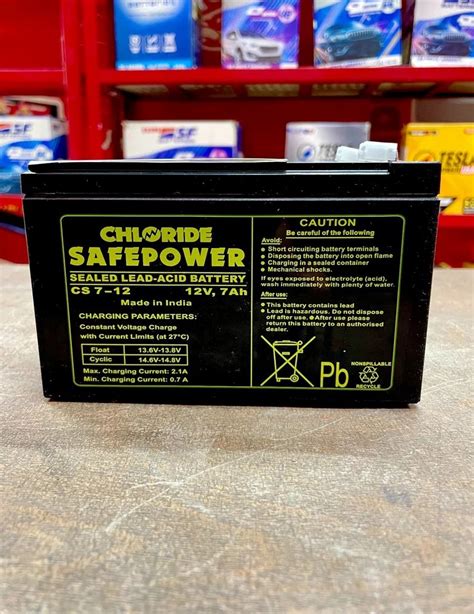 CHLORIDE
SAFEPOWER
SEALED LEAD-ACID BATTERY
CS 7-12 12V, 7Ah
Made in India
CHARGING PARAMETERS:
Constant Voltage Charge
with Current Limits (at 27°C)
Float 13.6V-13.8V
Cyclic 14.6V-14.8V
Max. Charging Current: 2.1A
Min. Charging Current: 0.7 A
CAUTION
Be careful of the following
Avoid:
● Short circuiting battery terminals
● Disposing the battery into open flame
● Charging in a sealed container
● Mechanical shocks.
If eyes exposed to electrolyte (acid),
wash immediately with plenty of water.
After use:
● This battery contains lead
● Lead is hazardous. Do not dispose
off after use. ● After use please
return this battery to an authorised
dealer.
Pb
NONSPILLABLE
RECYCLE
SF
TESLA